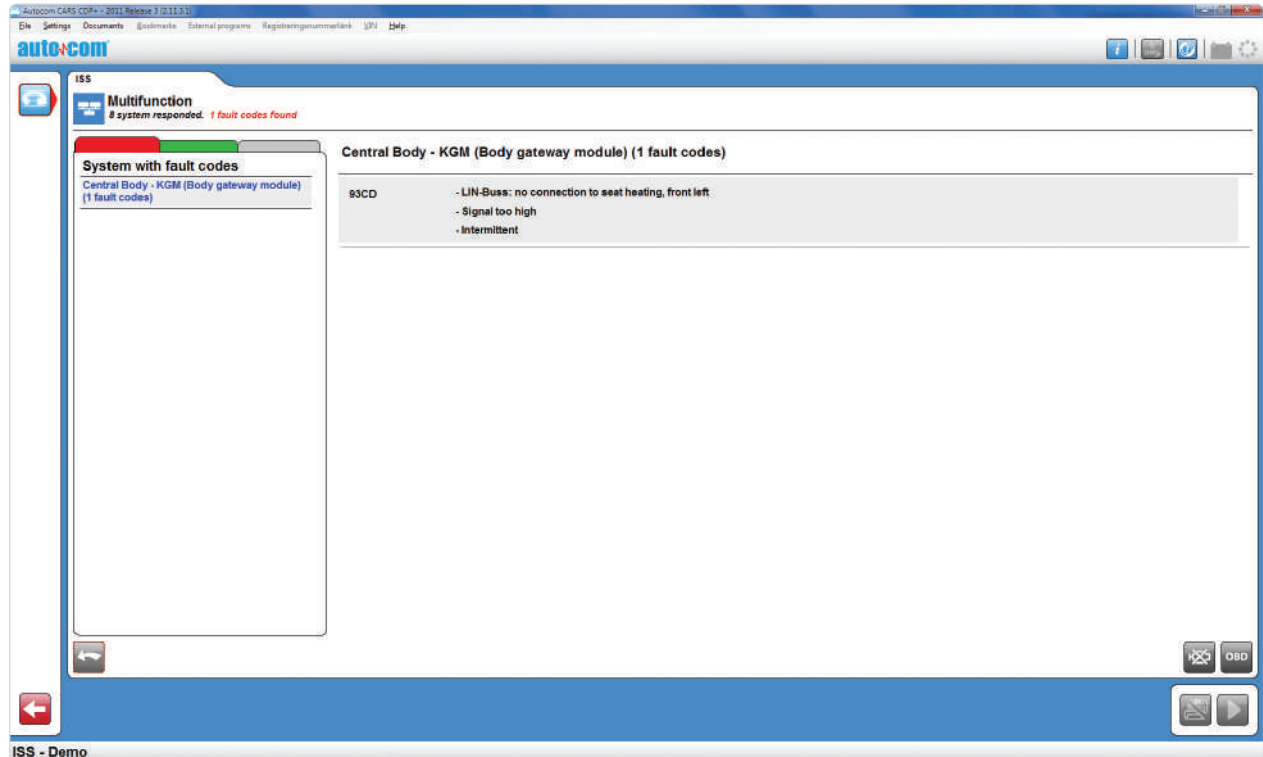 Autocom CARS CDP+ - 2011 Release 3 (2.11.3.1)
File Settings Documents Bookmarks External programs Registreringsnummerlänk VIN Help
autocom
ISS
Multifunction
8 system responded. 1 fault codes found
System with fault codes
Central Body - KGM (Body gateway module)
(1 fault codes)
Central Body - KGM (Body gateway module) (1 fault codes)
93CD - LIN-Buss: no connection to seat heating, front left
- Signal too high
- Intermittent
OBD
ISS - Demo